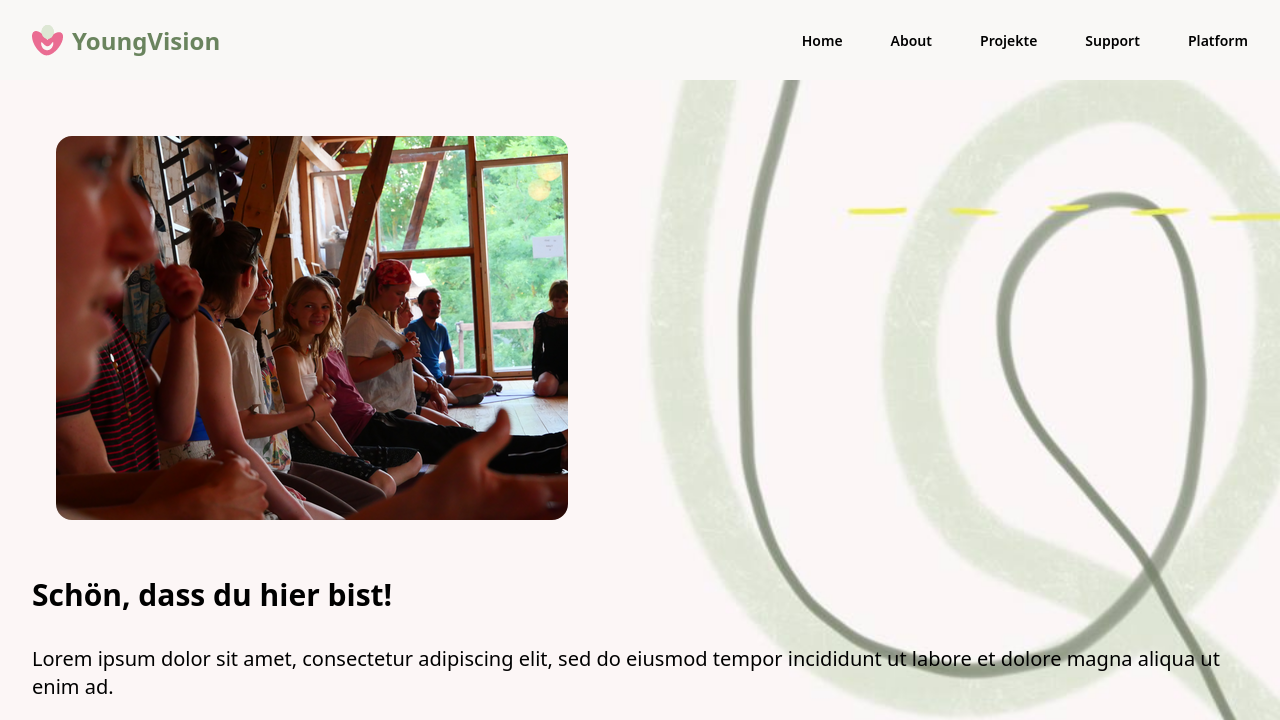 YoungVision
Home About Projekte Support Platform
Schön, dass du hier bist!
Lorem ipsum dolor sit amet, consectetur adipiscing elit, sed do eiusmod tempor incididunt ut labore et dolore magna aliqua ut
enim ad.